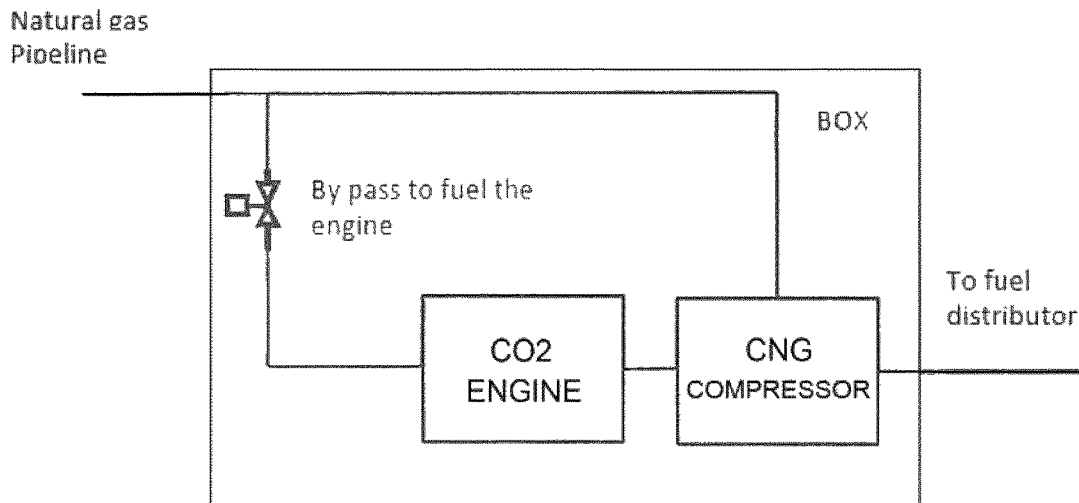 Natural gas
Pipeline
BOX
By pass to fuel the
engine
To fuel
distributor
CO2
ENGINE
CNG
COMPRESSOR